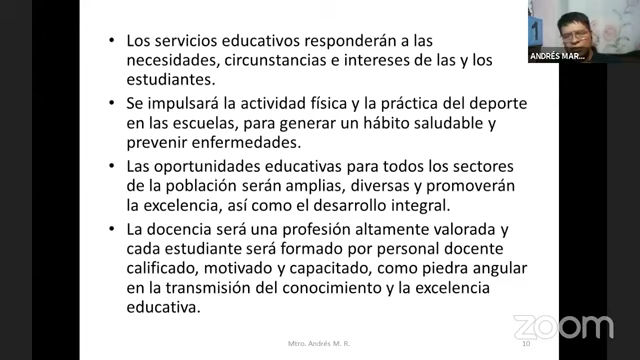 • Los servicios educativos responderán a las
necesidades, circunstancias e intereses de las y los
estudiantes.
• Se impulsará la actividad física y la práctica del deporte
en las escuelas, para generar un hábito saludable y
prevenir enfermedades.
• Las oportunidades educativas para todos los sectores
de la población serán amplias, diversas y promoverán
la excelencia, así como el desarrollo integral.
• La docencia será una profesión altamente valorada y
cada estudiante será formado por personal docente
calificado, motivado y capacitado, como piedra angular
en la transmisión del conocimiento y la excelencia
educativa.
Mtro. Andrés M. R.
10
1
ANDRÉS MAR...
zoom